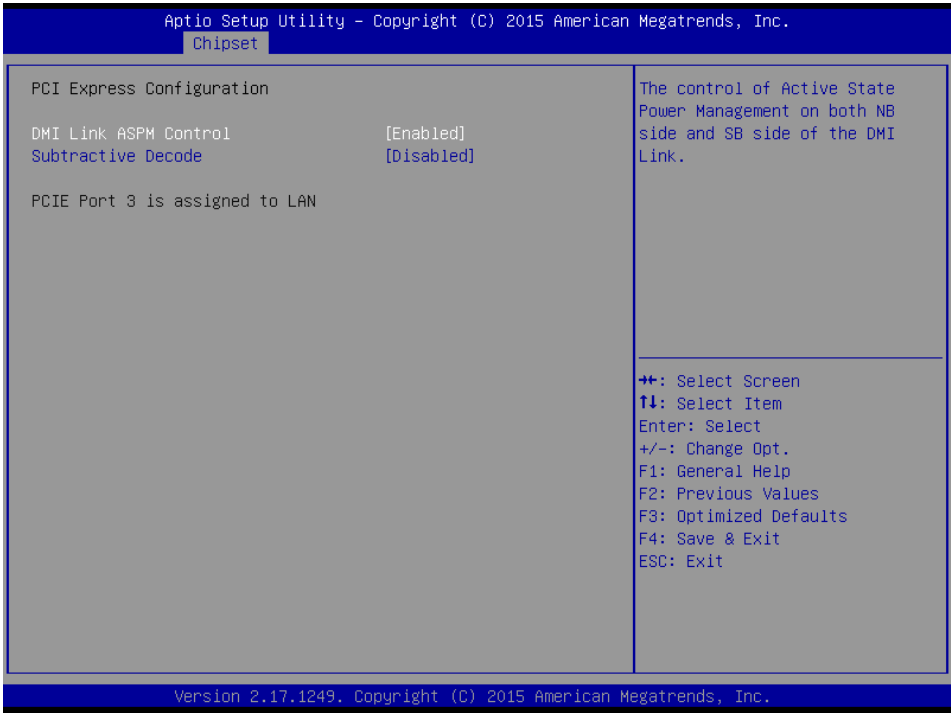 Aptio Setup Utility – Copyright (C) 2015 American Megatrends, Inc.
Chipset
PCI Express Configuration
DMI Link ASPM Control [Enabled]
Subtractive Decode [Disabled]
PCIE Port 3 is assigned to LAN
The control of Active State
Power Management on both NB
side and SB side of the DMI
Link.
→←: Select Screen
↑↓: Select Item
Enter: Select
+/-: Change Opt.
F1: General Help
F2: Previous Values
F3: Optimized Defaults
F4: Save & Exit
ESC: Exit
Version 2.17.1249. Copyright (C) 2015 American Megatrends, Inc.